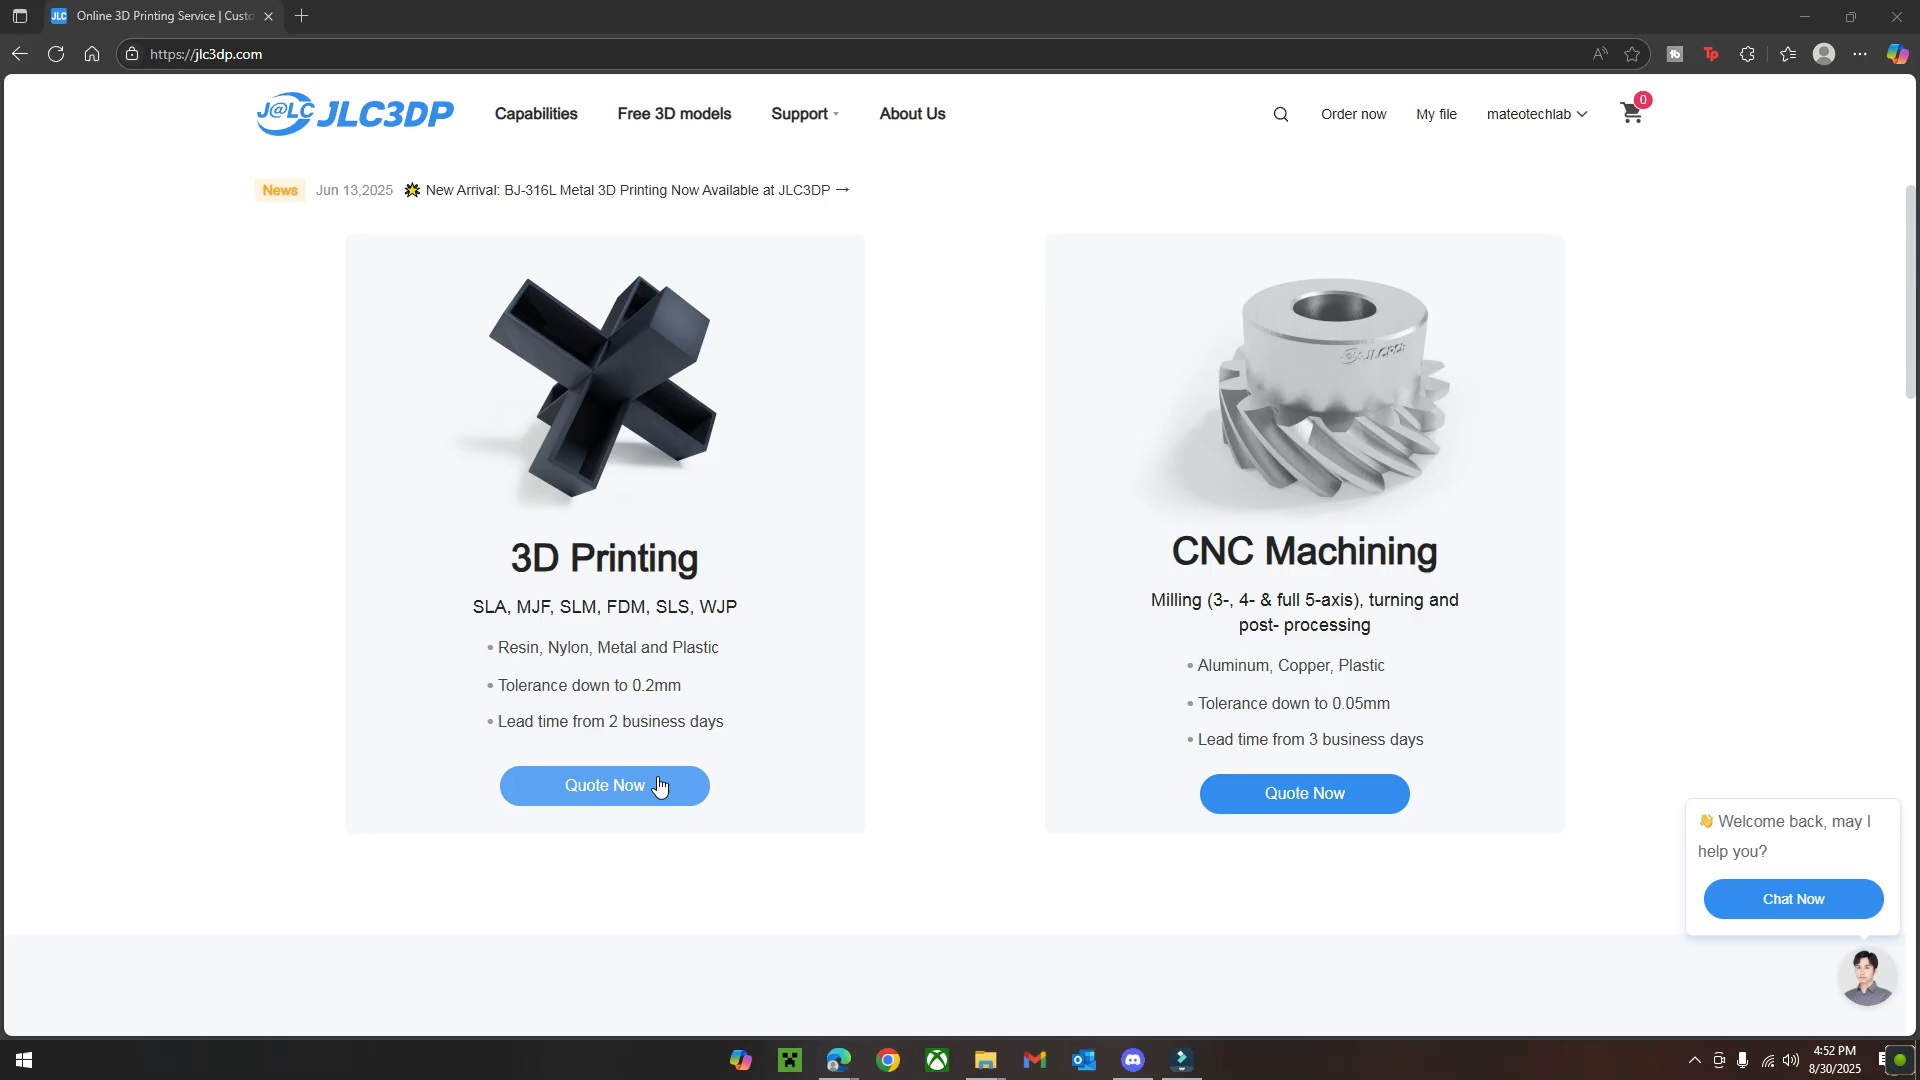 Online 3D Printing Service | Custo
https://jlc3dp.com
J@LC JLC3DP
Capabilities
Free 3D models
Support
About Us
Order now
My file
mateotechlab
0
News
Jun 13,2025
New Arrival: BJ-316L Metal 3D Printing Now Available at JLC3DP →
3D Printing
SLA, MJF, SLM, FDM, SLS, WJP
• Resin, Nylon, Metal and Plastic
• Tolerance down to 0.2mm
• Lead time from 2 business days
Quote Now
CNC Machining
Milling (3-, 4- & full 5-axis), turning and
post- processing
• Aluminum, Copper, Plastic
• Tolerance down to 0.05mm
• Lead time from 3 business days
Quote Now
👋 Welcome back, may I
help you?
Chat Now
4:52 PM
8/30/2025